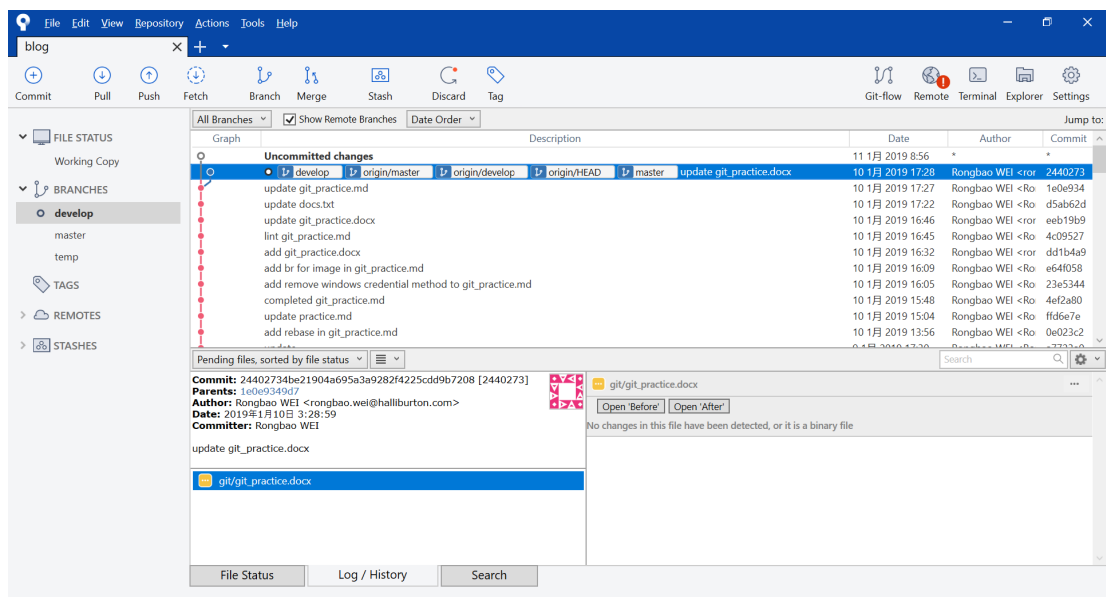 File Edit View Repository Actions Tools Help
blog
Commit Pull Push Fetch Branch Merge Stash Discard Tag Git-flow Remote Terminal Explorer Settings
All Branches Show Remote Branches Date Order Jump to:
Graph Description Date Author Commit
Uncommitted changes 11 1月 2019 8:56 * *
develop origin/master origin/develop origin/HEAD master update git_practice.docx 10 1月 2019 17:28 Rongbao WEI <ror 2440273
update git_practice.md 10 1月 2019 17:27 Rongbao WEI <Ro 1e0e934
update docs.txt 10 1月 2019 17:22 Rongbao WEI <Ro d5ab62d
update git_practice.docx 10 1月 2019 16:46 Rongbao WEI <ror eeb19b9
lint git_practice.md 10 1月 2019 16:45 Rongbao WEI <Ro 4c09527
add git_practice.docx 10 1月 2019 16:32 Rongbao WEI <ror dd1b4a9
add br for image in git_practice.md 10 1月 2019 16:09 Rongbao WEI <Ro e64f058
add remove windows credential method to git_practice.md 10 1月 2019 16:05 Rongbao WEI <Ro 23e5344
completed git_practice.md 10 1月 2019 15:48 Rongbao WEI <Ro 4ef2a80
update practice.md 10 1月 2019 15:04 Rongbao WEI <Ro ffd6e7e
add rebase in git_practice.md 10 1月 2019 13:56 Rongbao WEI <Ro 0e023c2
FILE STATUS
Working Copy
BRANCHES
develop
master
temp
TAGS
REMOTES
STASHES
Pending files, sorted by file status Search
Commit: 24402734be21904a695a3a9282f4225cdd9b7208 [2440273]
Parents: 1e0e9349d7
Author: Rongbao WEI <rongbao.wei@halliburton.com>
Date: 2019年1月10日 3:28:59
Committer: Rongbao WEI
update git_practice.docx
git/git_practice.docx
git/git_practice.docx
Open 'Before' Open 'After'
No changes in this file have been detected, or it is a binary file
File Status Log / History Search